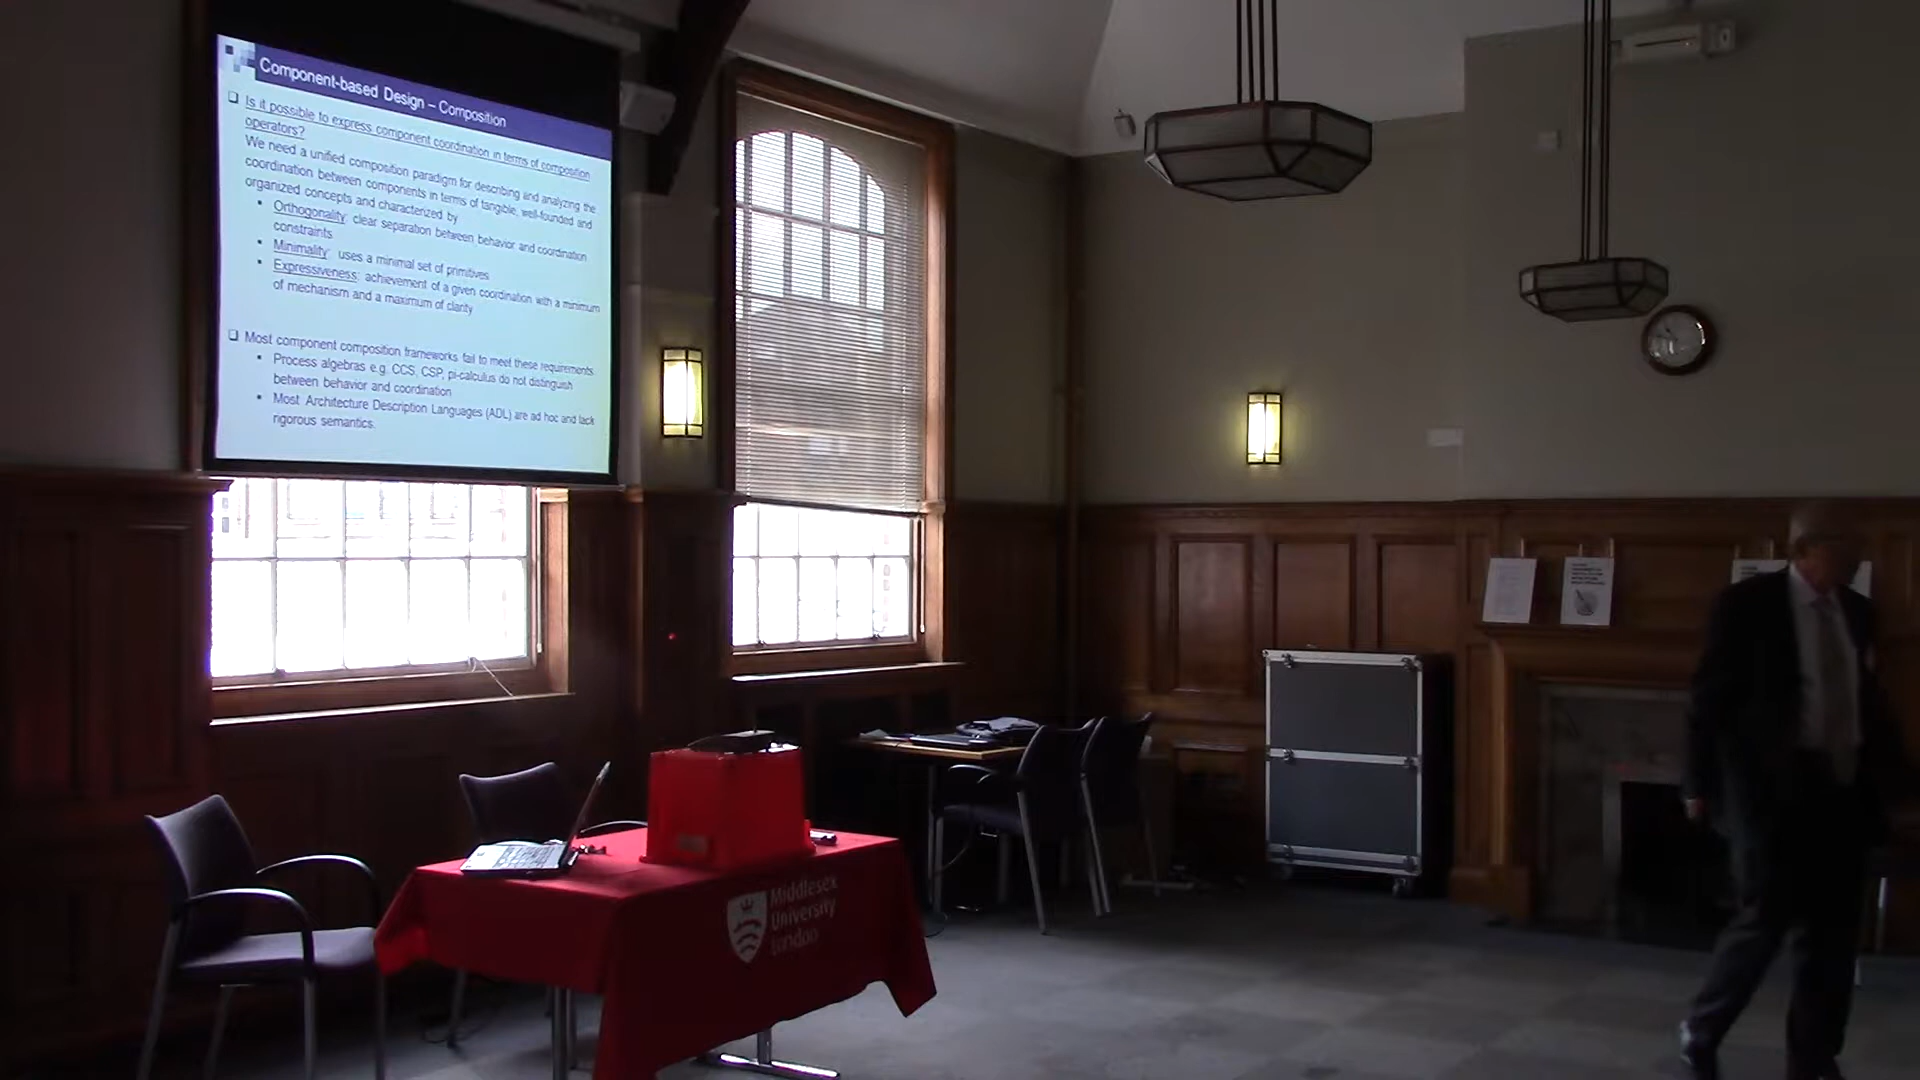 Component-based Design – Composition
Is it possible to express component coordination in terms of composition
operators?
We need a unified composition paradigm for describing and analyzing the
coordination between components in terms of tangible, well-founded and
organized concepts and characterized by
Orthogonality: clear separation between behavior and coordination
constraints
Minimality: uses a minimal set of primitives
Expressiveness: achievement of a given coordination with a minimum
of mechanism and a maximum of clarity
Most component composition frameworks fail to meet these requirements
Process algebras e.g. CCS, CSP, pi-calculus do not distinguish
between behavior and coordination
Most Architecture Description Languages (ADL) are ad hoc and lack
rigorous semantics.
Middlesex
University
London